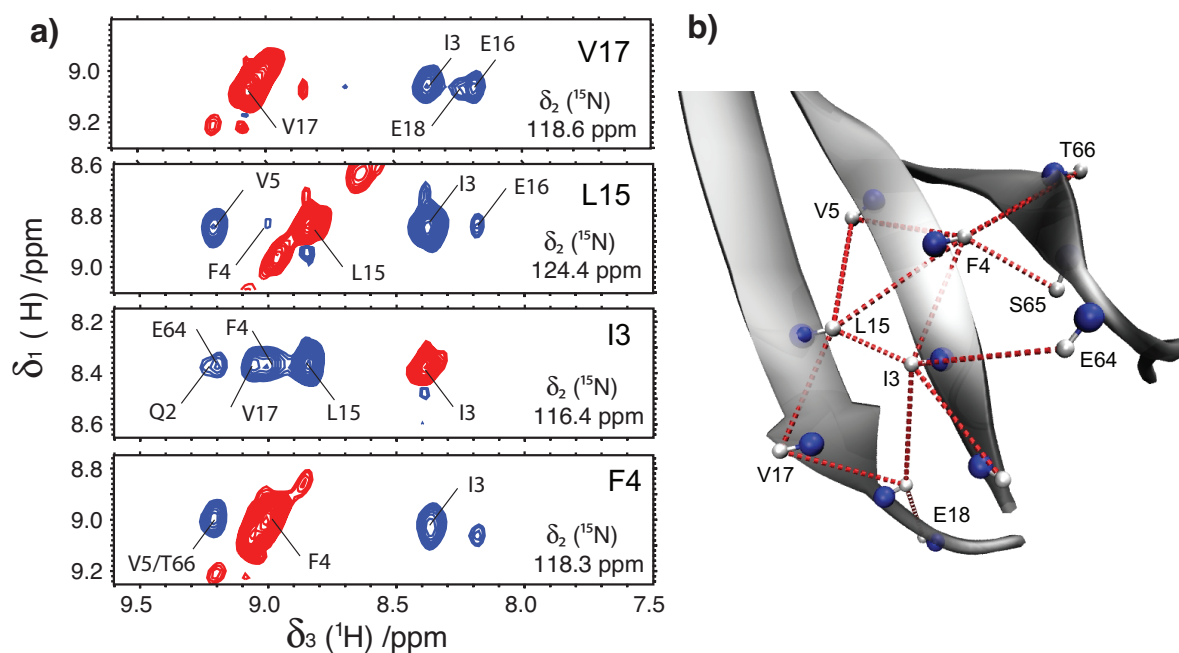 a)
V17
I3
E16
9.0
9.2
V17
E18
δ2 (15N)
118.6 ppm
L15
V5
I3
E16
8.6
8.8
9.0
F4
L15
δ2 (15N)
124.4 ppm
I3
E64
F4
8.2
8.4
8.6
Q2
V17
L15
I3
δ2 (15N)
116.4 ppm
F4
I3
8.8
9.0
9.2
V5/T66
F4
δ2 (15N)
118.3 ppm
9.5
9.0
8.5
8.0
7.5
δ3 (1H) /ppm
δ1 (H) /ppm
b)
T66
V5
F4
S65
L15
E64
I3
V17
E18